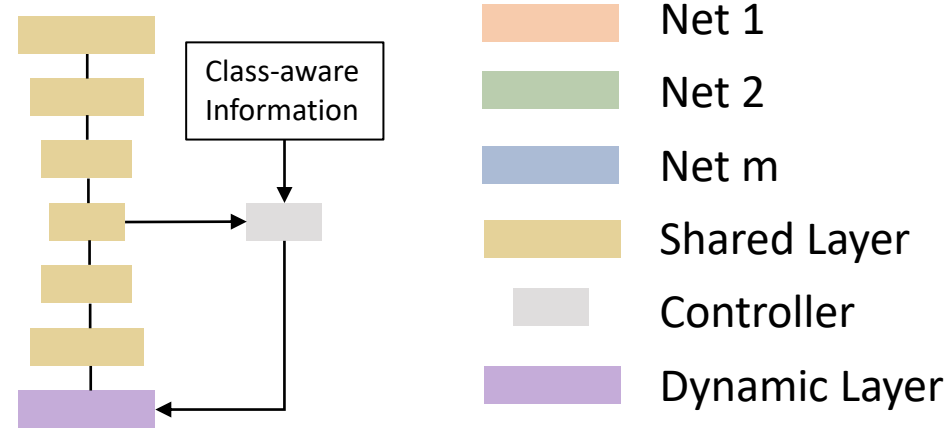 Class-aware
Information
Net 1
Net 2
Net m
Shared Layer
Controller
Dynamic Layer